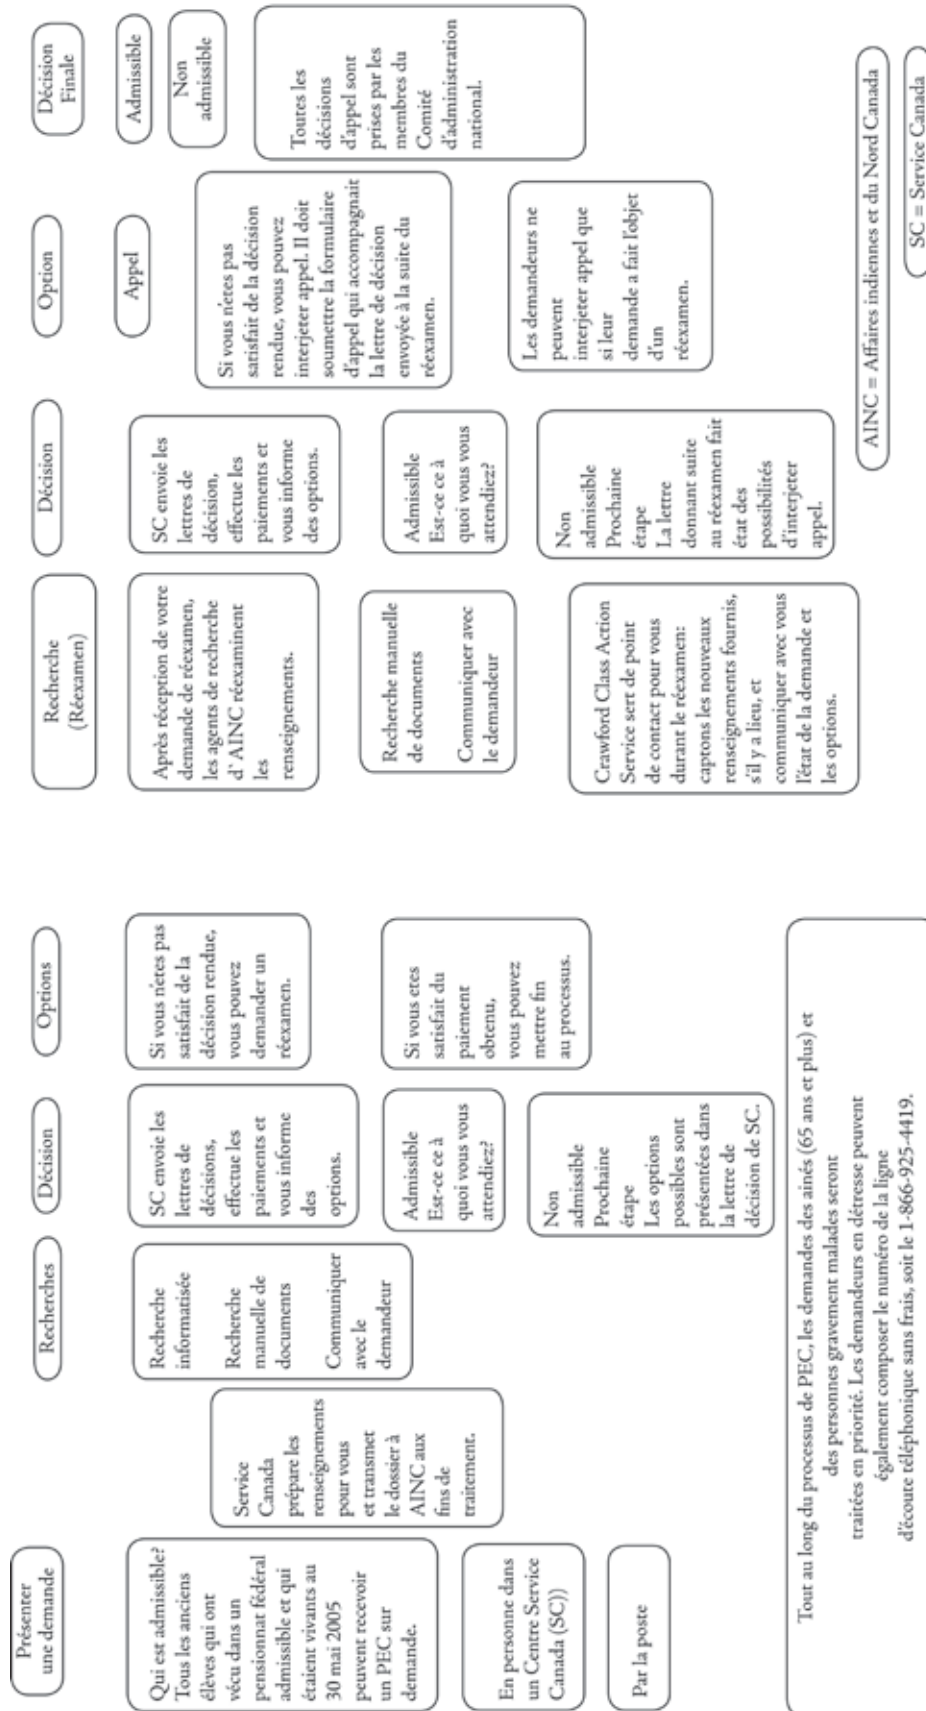 Présenter
une demande
Qui est admissible?
Tous les anciens
élèves qui ont
vécu dans un
pensionnat fédéral
admissible et qui
étaient vivants au
30 mai 2005
peuvent recevoir
un PEC sur
demande.
En personne dans
un Centre Service
Canada (SC))
Par la poste
Service
Canada
prépare les
renseignements
pour vous
et transmet
le dossier à
AINC aux
fins de
traitement.
Recherches
Recherche
informatisée
Recherche
manuelle de
documents
Communiquer
avec le
demandeur
Décision
SC envoie les
lettres de
décisions,
effectue les
paiements et
vous informe
des
options.
Admissible
Est-ce ce à
quoi vous vous
attendiez?
Non
admissible
Prochaine
étape
Les options
possibles sont
présentées dans
la lettre de
décision de SC.
Options
Si vous n'etes pas
satisfait de la
décision rendue,
vous pouvez
demander un
réexamen.
Si vous etes
satisfait du
paiement
obtenu,
vous pouvez
mettre fin
au processus.
Tout au long du processus de PEC, les demandes des ainés (65 ans et plus) et
des personnes gravement malades seront
traitées en priorité. Les demandeurs en détresse peuvent
également composer le numéro de la ligne
d'écoute téléphonique sans frais, soit le 1-866-925-4419.
Recherche
(Réexamen)
Après réception de votre
demande de réexamen,
les agents de recherche
d`AINC réexaminent
les
renseignements.
Recherche manuelle
de documents
Communiquer avec
le demandeur
Crawford Class Action
Service sert de point
de contact pour vous
durant le réexamen:
captons les nouveaux
renseignements fournis,
s'il y a lieu, et
communiquer avec vous
l'état de la demande et
les options.
Décision
SC envoie les
lettres de
décision,
effectue les
paiements et
vous informe
des options.
Admissible
Est-ce ce à
quoi vous vous
attendiez?
Non
admissible
Prochaine
étape
La lettre
donnant suite
au réexamen fait
état des
possibilités
d'interjeter
appel.
Option
Appel
Si vous n'etes pas
satisfait de la décision
rendue, vous pouvez
interjeter appel. Il doit
soumettre la formulaire
d'appel qui accompagnait
la lettre de décision
envoyée à la suite du
réexamen.
Les demandeurs ne
peuvent
interjeter appel que
si leur
demande a fait l'objet
d'un
réexamen.
Décision
Finale
Admissible
Non
admissible
Toutes les
décisions
d'appel sont
prises par les
membres du
Comité
d'administration
national.
AINC = Affaires indiennes et du Nord Canada
SC = Service Canada